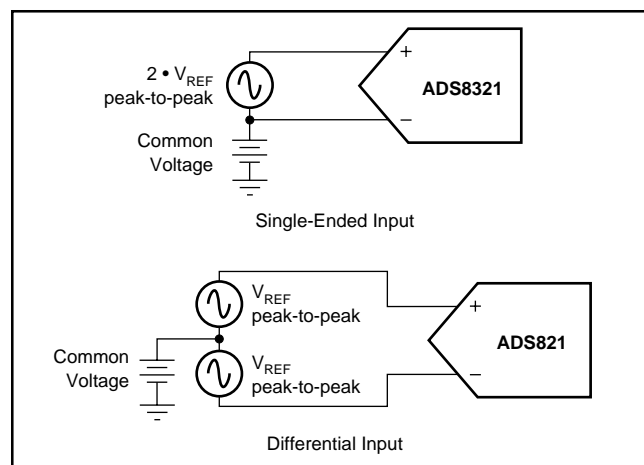 2 • VREF
peak-to-peak
+
ADS8321
−
Common
Voltage
Single-Ended Input
VREF
peak-to-peak
+
ADS821
Common
Voltage
VREF
peak-to-peak
−
Differential Input